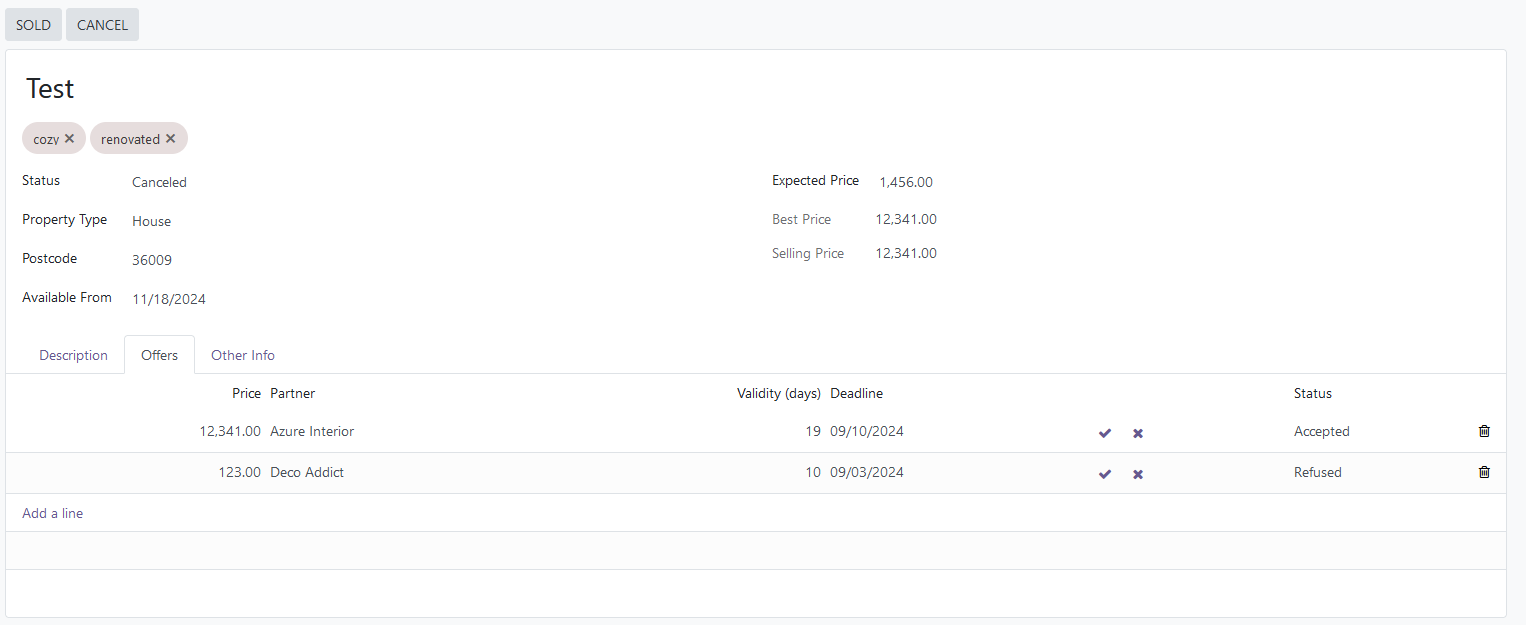 SOLD CANCEL
Test
cozy ✕ renovated ✕
Status Canceled Expected Price 1,456.00
Property Type House Best Price 12,341.00
Postcode 36009 Selling Price 12,341.00
Available From 11/18/2024
Description Offers Other Info
Price Partner Validity (days) Deadline Status
12,341.00 Azure Interior 19 09/10/2024 Accepted
123.00 Deco Addict 10 09/03/2024 Refused
Add a line